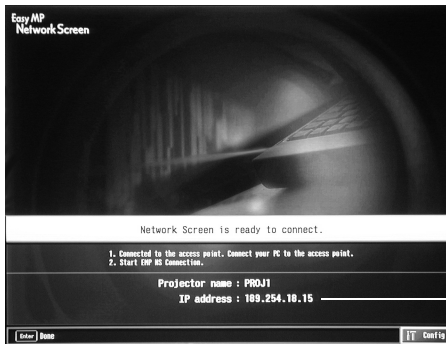 Easy MP
Network Screen
Network Screen is ready to connect.
1. Connected to the access point. Connect your PC to the access point.
2. Start EMP NS Connection.
Projector name : PROJ1
IP address : 189.254.18.15
Enter Done
Config